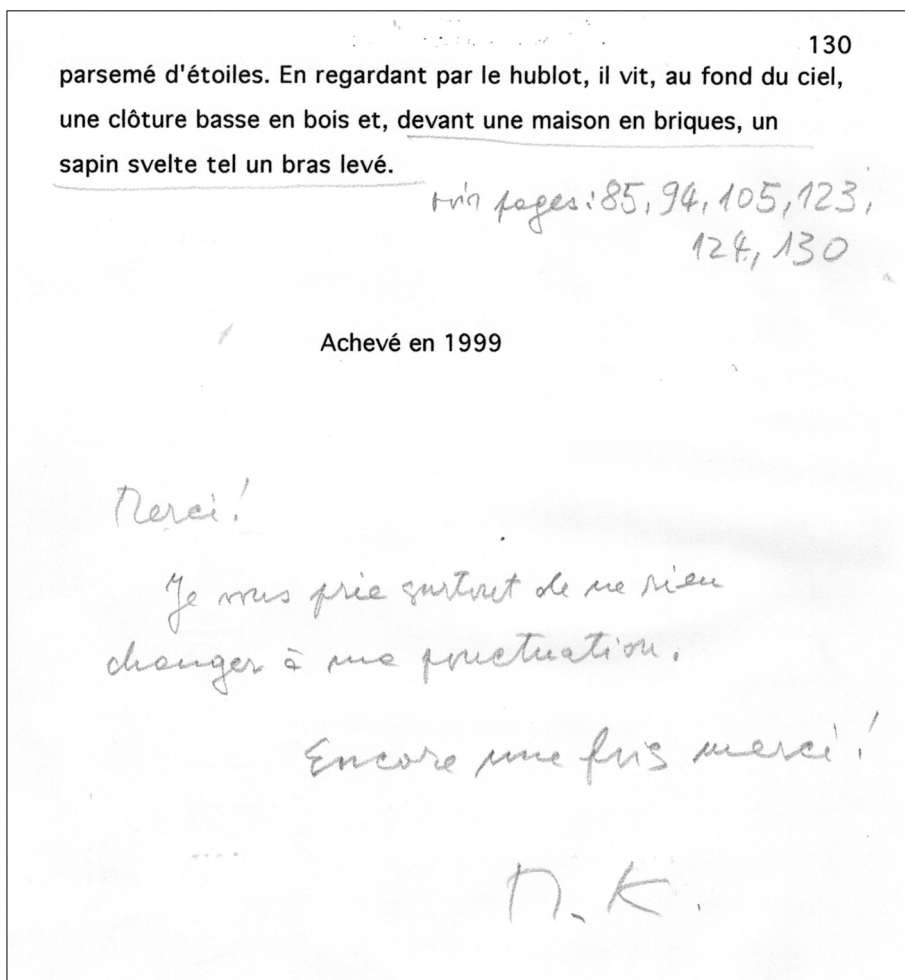 130
parsemé d'étoiles. En regardant par le hublot, il vit, au fond du ciel,
une clôture basse en bois et, devant une maison en briques, un
sapin svelte tel un bras levé.
voir pages: 85, 94, 105, 123,
124, 130
Achevé en 1999
Merci!
Je vous prie surtout de ne rien
changer à ma ponctuation.
Encore une fois merci!
M. K.